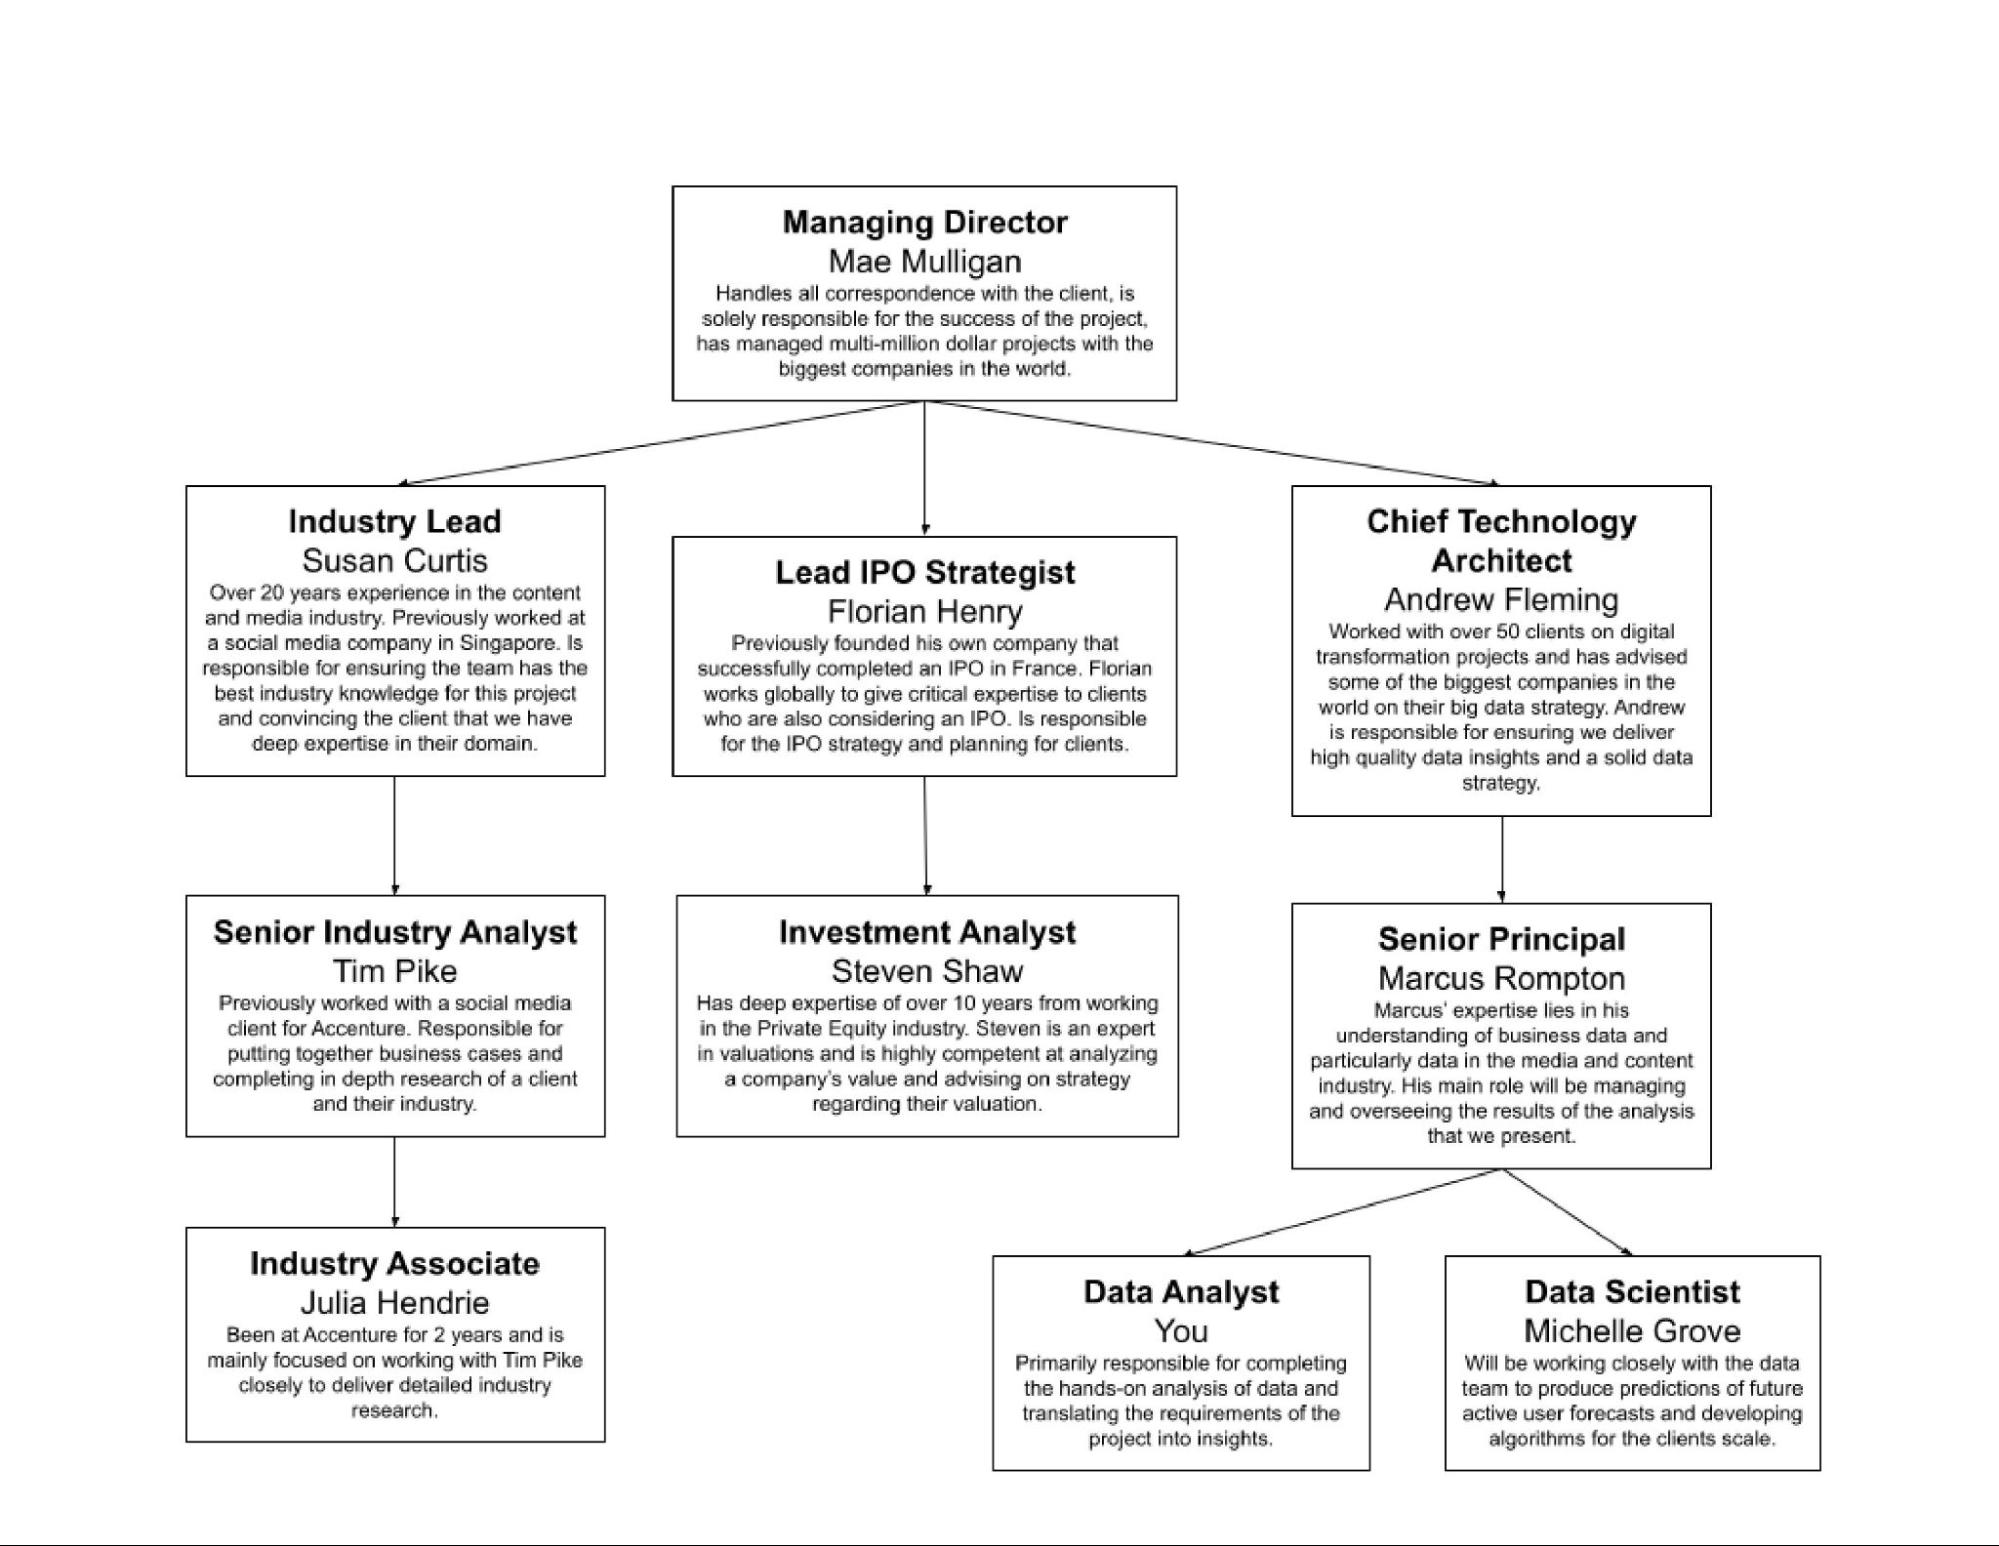 Managing Director
Mae Mulligan
Handles all correspondence with the client, is
solely responsible for the success of the project,
has managed multi-million dollar projects with the
biggest companies in the world.
Industry Lead
Susan Curtis
Over 20 years experience in the content
and media industry. Previously worked at
a social media company in Singapore. Is
responsible for ensuring the team has the
best industry knowledge for this project
and convincing the client that we have
deep expertise in their domain.
Lead IPO Strategist
Florian Henry
Previously founded his own company that
successfully completed an IPO in France. Florian
works globally to give critical expertise to clients
who are also considering an IPO. Is responsible
for the IPO strategy and planning for clients.
Chief Technology
Architect
Andrew Fleming
Worked with over 50 clients on digital
transformation projects and has advised
some of the biggest companies in the
world on their big data strategy. Andrew
is responsible for ensuring we deliver
high quality data insights and a solid data
strategy.
Senior Industry Analyst
Tim Pike
Previously worked with a social media
client for Accenture. Responsible for
putting together business cases and
completing in depth research of a client
and their industry.
Investment Analyst
Steven Shaw
Has deep expertise of over 10 years from working
in the Private Equity industry. Steven is an expert
in valuations and is highly competent at analyzing
a company's value and advising on strategy
regarding their valuation.
Senior Principal
Marcus Rompton
Marcus' expertise lies in his
understanding of business data and
particularly data in the media and content
industry. His main role will be managing
and overseeing the results of the analysis
that we present.
Industry Associate
Julia Hendrie
Been at Accenture for 2 years and is
mainly focused on working with Tim Pike
closely to deliver detailed industry
research.
Data Analyst
You
Primarily responsible for completing
the hands-on analysis of data and
translating the requirements of the
project into insights.
Data Scientist
Michelle Grove
Will be working closely with the data
team to produce predictions of future
active user forecasts and developing
algorithms for the clients scale.